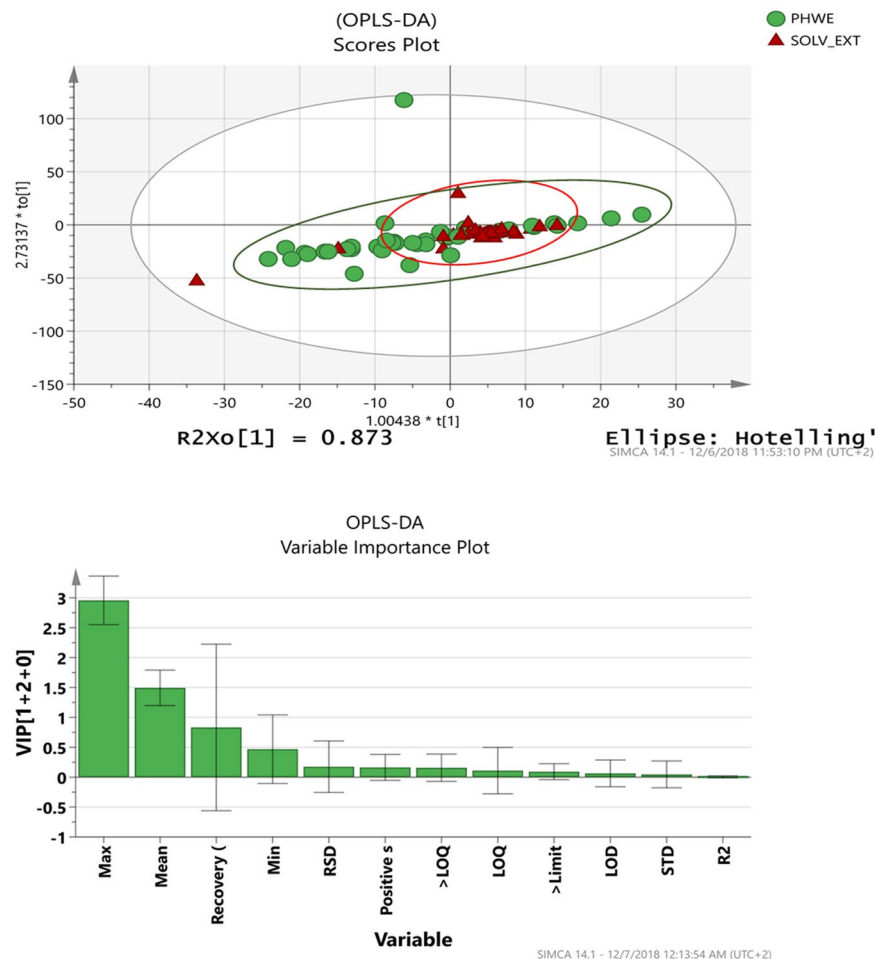 (OPLS-DA)
Scores Plot
PHWE
SOLV_EXT
2.73137 * to[1]
100
50
0
-50
-100
-150
-50 -40 -30 -20 -10 0 10 20 30
1.00438 * t[1]
R2Xo[1] = 0.873 Ellipse: Hotelling'
SIMCA 14.1 - 12/6/2018 11:53:10 PM (UTC+2)
OPLS-DA
Variable Importance Plot
VIP[1+2+0]
3
2.5
2
1.5
1
0.5
0
-0.5
-1
Max
Mean
Recovery (
Min
RSD
Positive s
>LOQ
LOQ
>Limit
LOD
STD
R2
Variable
SIMCA 14.1 - 12/7/2018 12:13:54 AM (UTC+2)